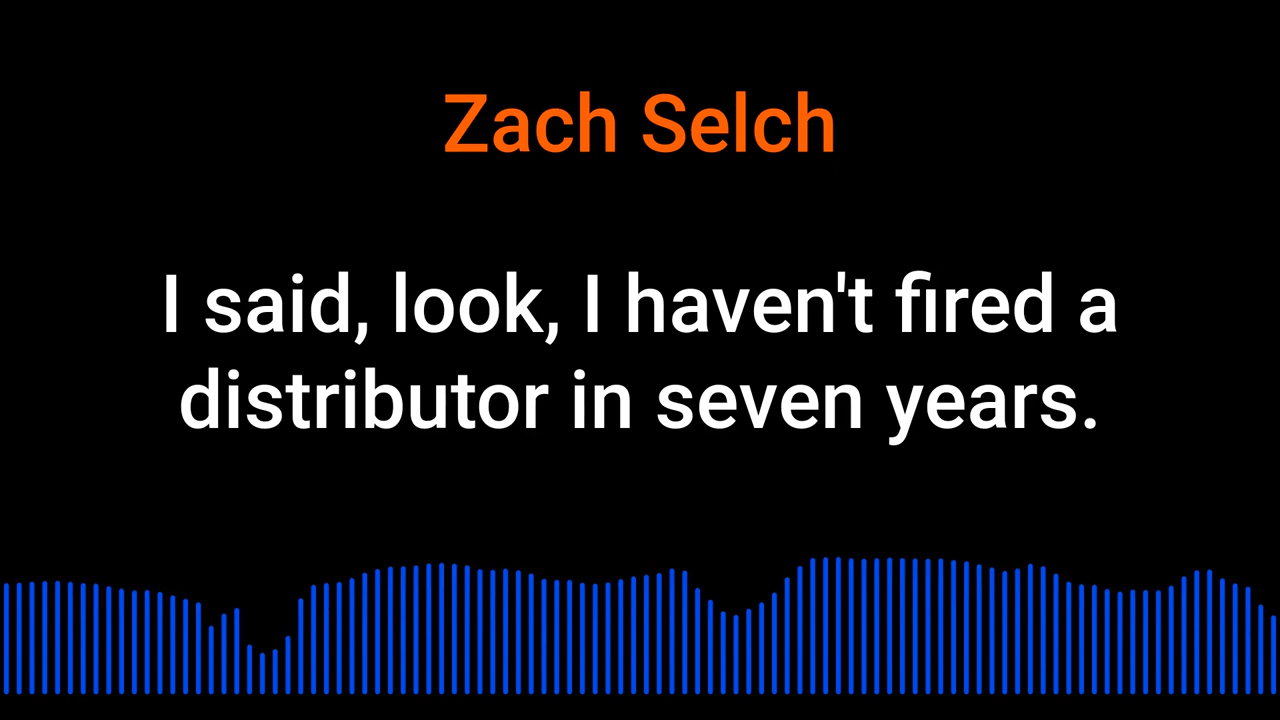 Zach Selch
I said, look, I haven't fired a
distributor in seven years.